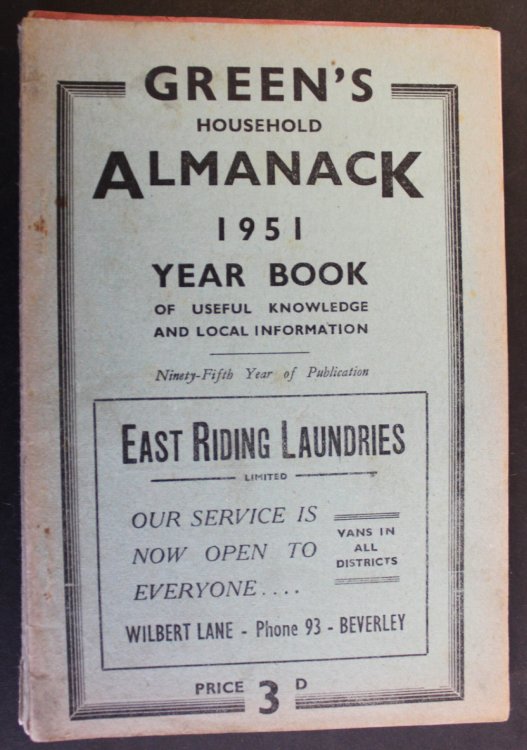 GREEN'S
HOUSEHOLD
ALMANACK
1951
YEAR BOOK
OF USEFUL KNOWLEDGE
AND LOCAL INFORMATION
Ninety-Fifth Year of Publication
EAST RIDING LAUNDRIES
LIMITED
OUR SERVICE IS
NOW OPEN TO
EVERYONE....
VANS IN
ALL
DISTRICTS
WILBERT LANE - Phone 93 - BEVERLEY
PRICE 3 D